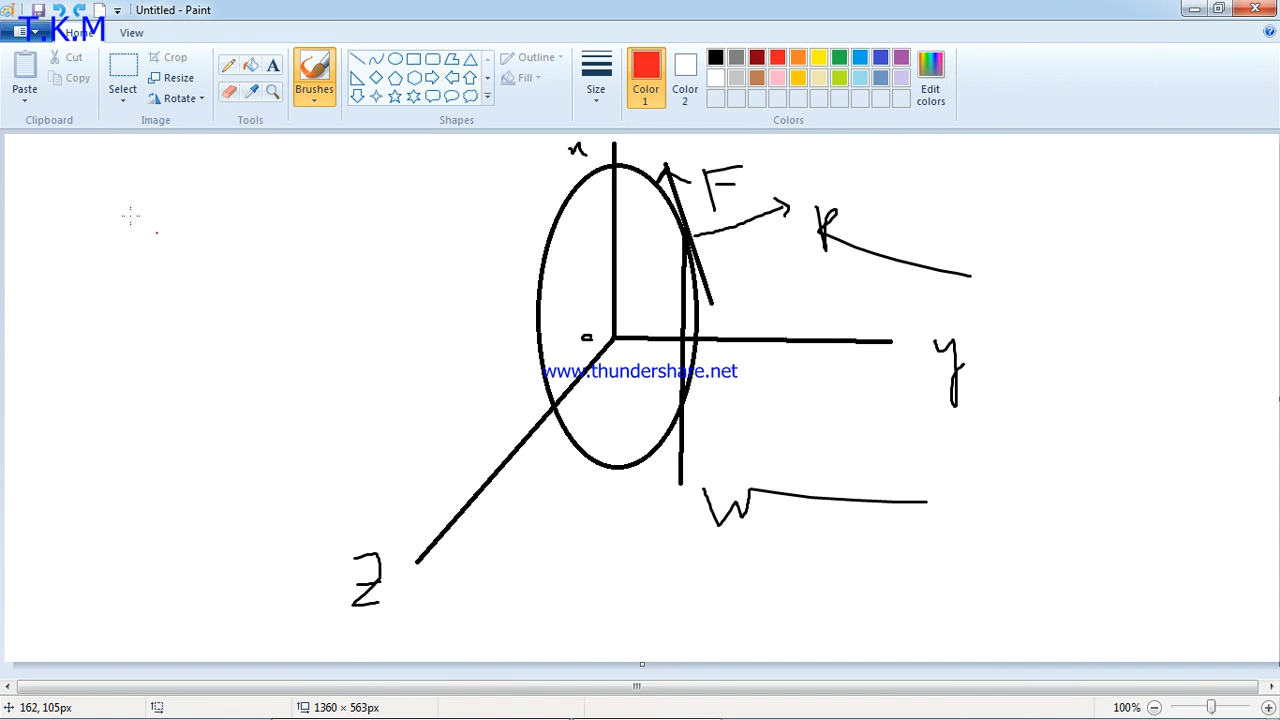 Untitled - Paint
T.K.M
Home View
Paste
Cut
Copy
Clipboard
Select
Crop
Resize
Rotate
Image
A
Tools
Brushes
Outline
Fill
Shapes
Size
Color 1
Color 2
Edit colors
Colors
x
F
R
o
y
www.thundershare.net
W
Z
162, 105px
1360 × 563px
100%